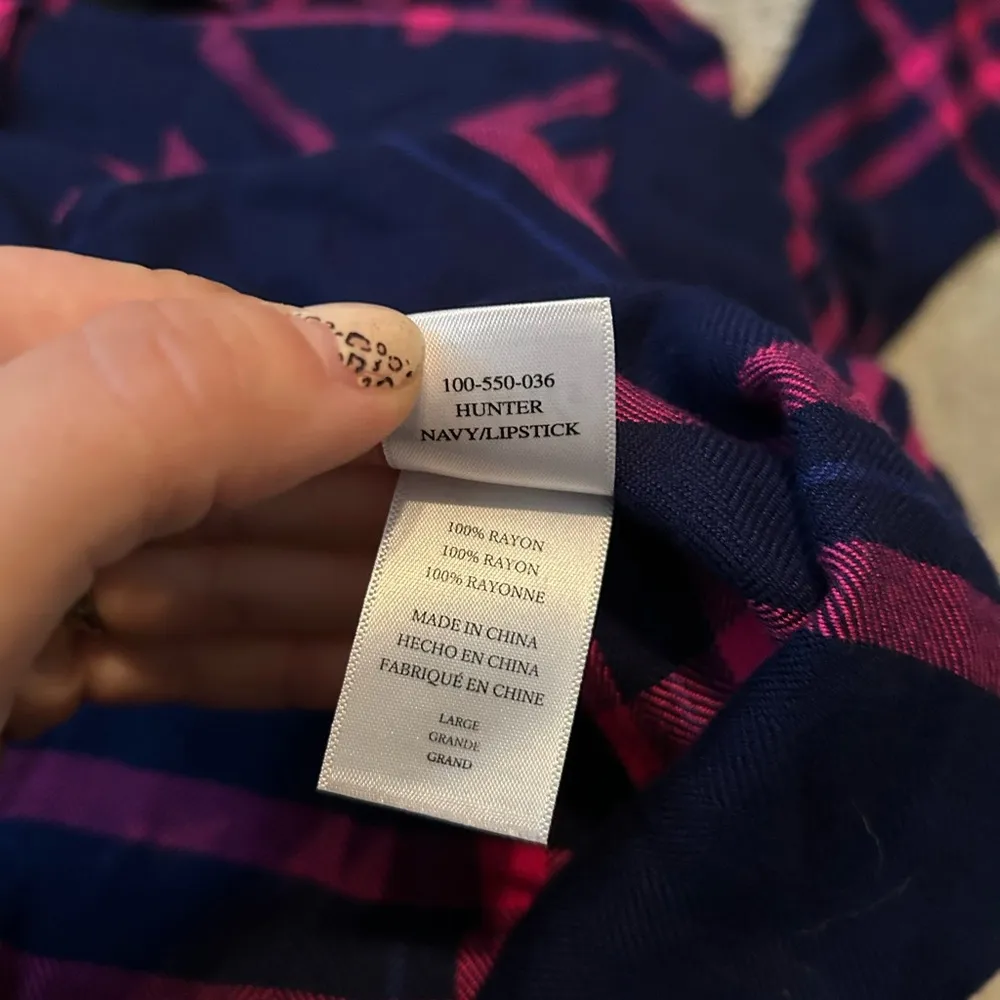 100-550-036
HUNTER
NAVY/LIPSTICK
100% RAYON
100% RAYON
100% RAYONNE
MADE IN CHINA
HECHO EN CHINA
FABRIQUÉ EN CHINE
LARGE
GRANDE
GRAND